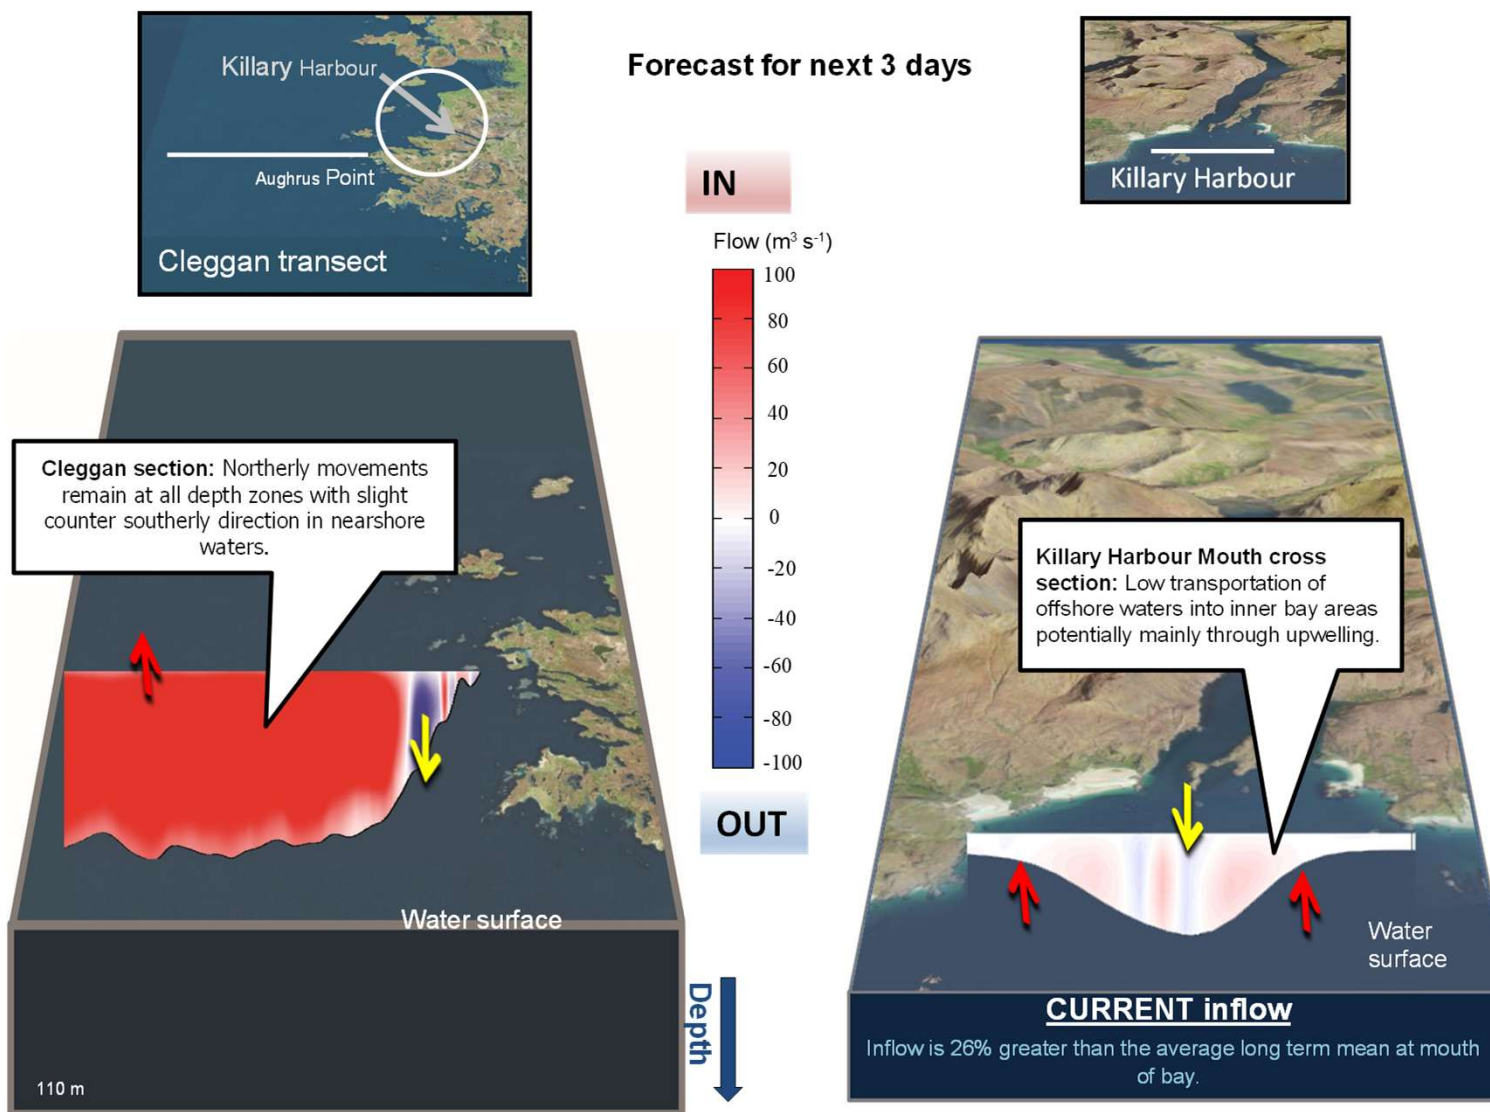 Killary Harbour
Aughrus Point
Cleggan transect
Forecast for next 3 days
Killary Harbour
IN
Flow (m³ s⁻¹)
100
80
60
40
20
0
-20
-40
-60
-80
-100
OUT
Cleggan section: Northerly movements
remain at all depth zones with slight
counter southerly direction in nearshore
waters.
Water surface
Depth
110 m
Killary Harbour Mouth cross
section: Low transportation of
offshore waters into inner bay areas
potentially mainly through upwelling.
Water
surface
CURRENT inflow
Inflow is 26% greater than the average long term mean at mouth
of bay.